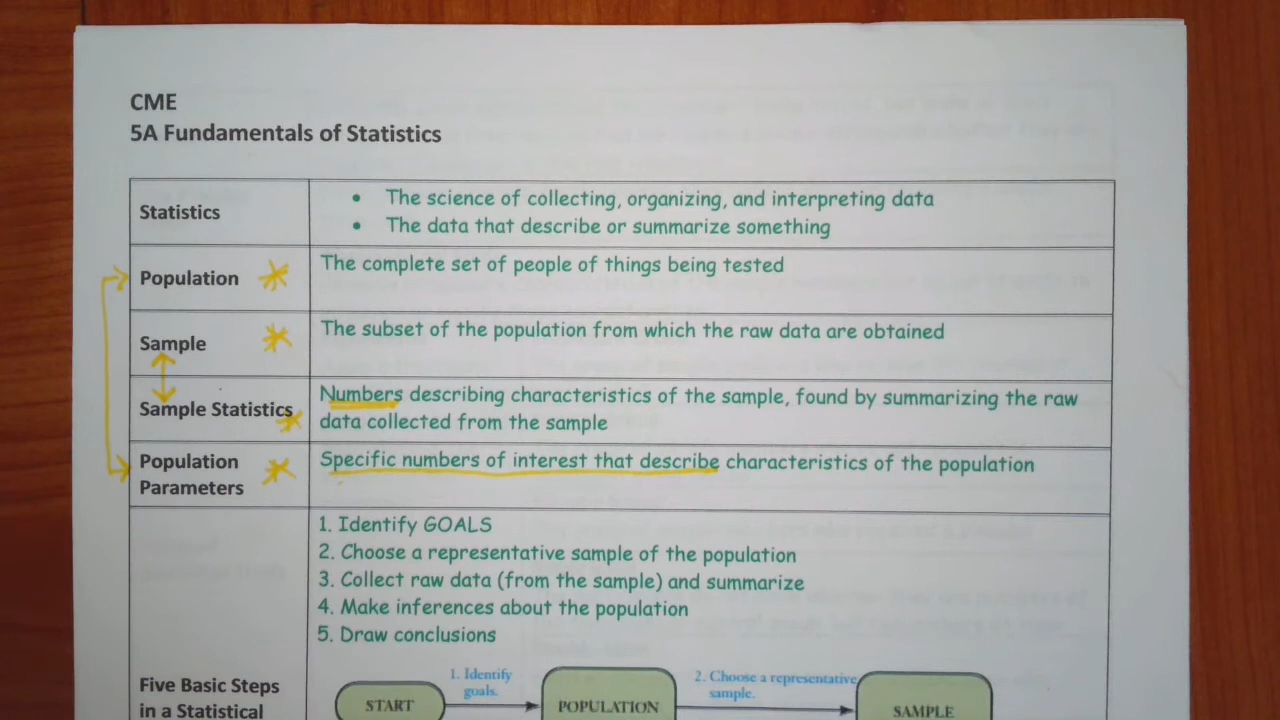 CME
5A Fundamentals of Statistics
Statistics
• The science of collecting, organizing, and interpreting data
• The data that describe or summarize something
Population
The complete set of people of things being tested
Sample
The subset of the population from which the raw data are obtained
Sample Statistics
Numbers describing characteristics of the sample, found by summarizing the raw
data collected from the sample
Population
Parameters
Specific numbers of interest that describe characteristics of the population
Five Basic Steps
in a Statistical
1. Identify GOALS
2. Choose a representative sample of the population
3. Collect raw data (from the sample) and summarize
4. Make inferences about the population
5. Draw conclusions
START
1. Identify
goals.
POPULATION
2. Choose a representative
sample.
SAMPLE